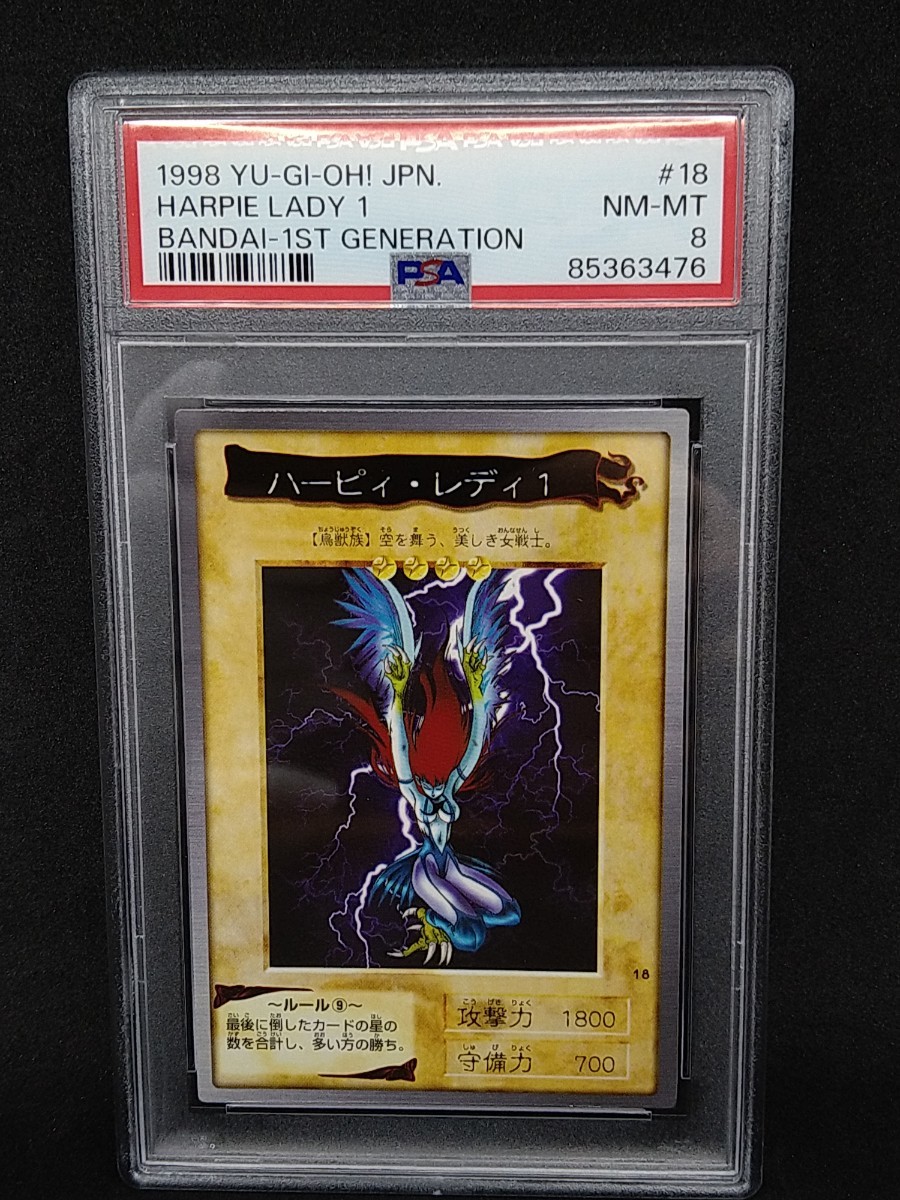 1998 YU-GI-OH! JPN. #18
HARPIE LADY 1 NM-MT
BANDAI-1ST GENERATION 8
PSA 85363476
ハーピィ・レディ1
【鳥獣族】空を舞う、美しき女戦士。
18
〜ルール⑨〜
最後に倒したカードの星の
数を合計し、多い方の勝ち。
攻撃力 1800
守備力 700